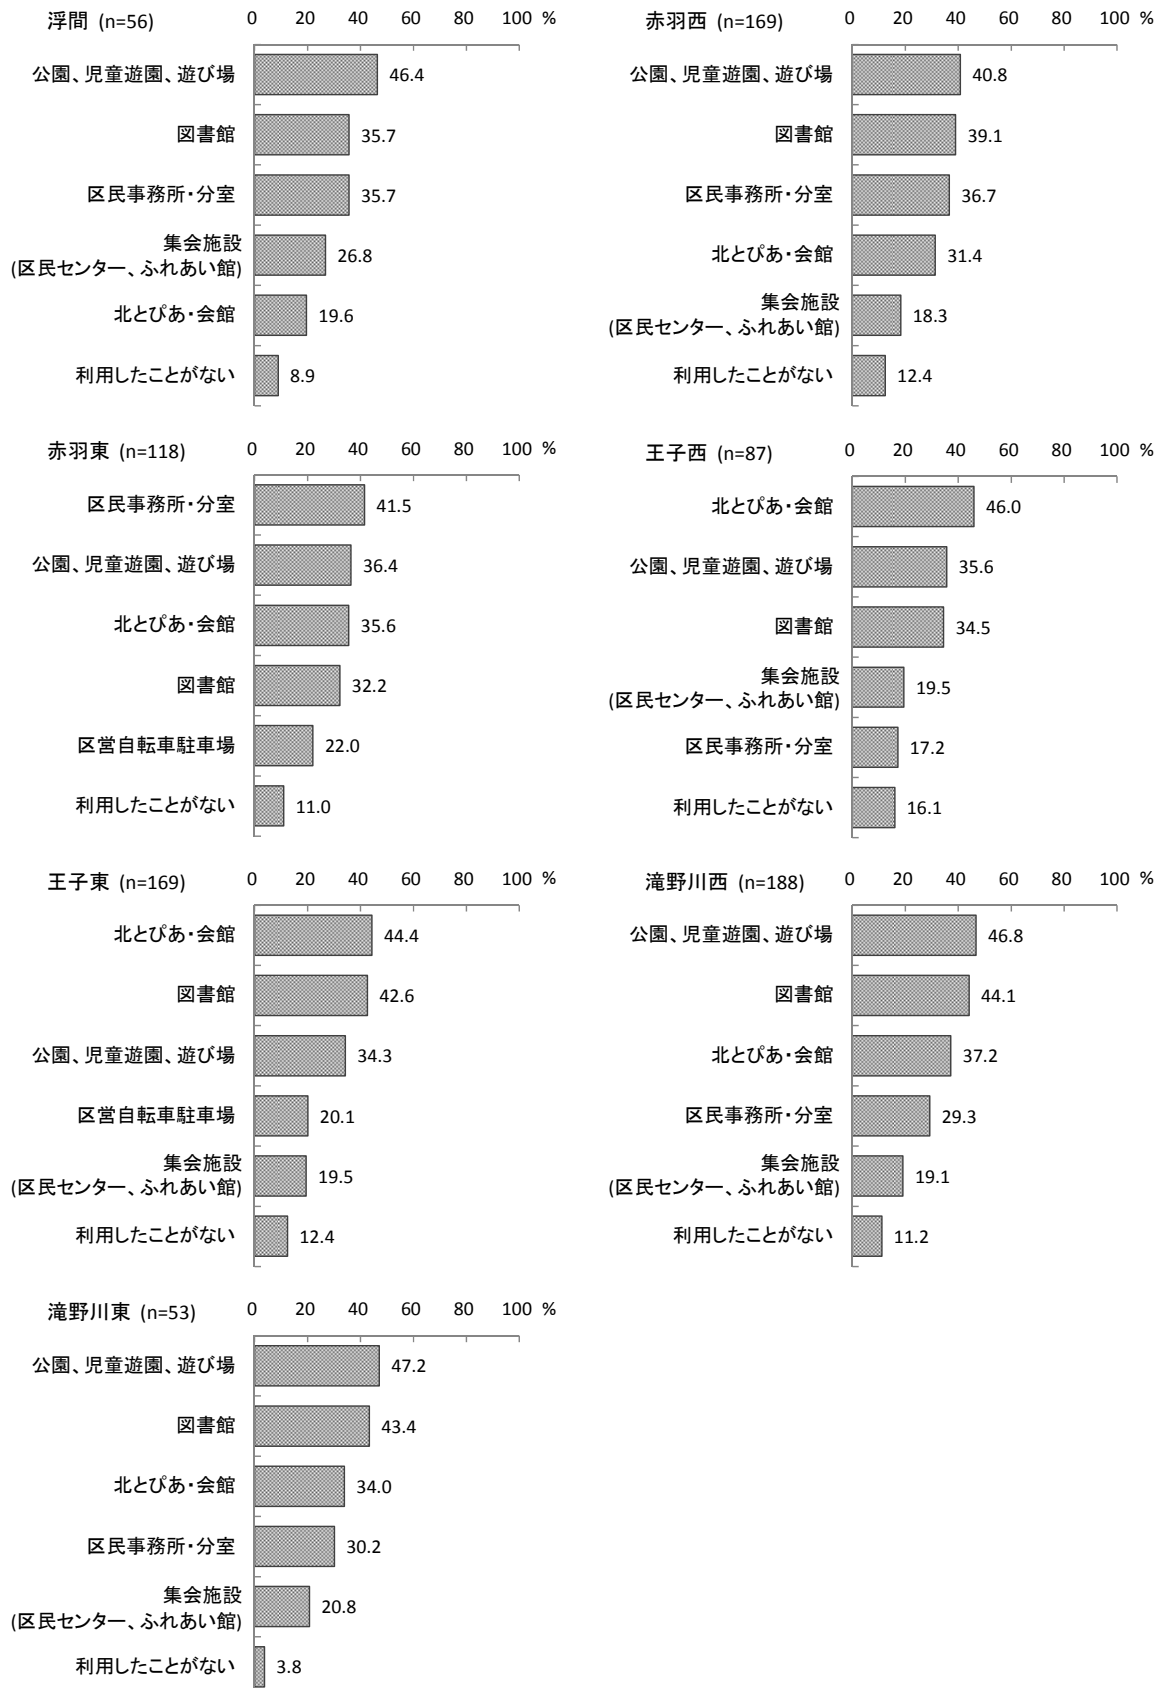 浮間 (n=56)
0 20 40 60 80 100 %
公園、児童遊園、遊び場 46.4
図書館 35.7
区民事務所・分室 35.7
集会施設
(区民センター、ふれあい館) 26.8
北とぴあ・会館 19.6
利用したことがない 8.9
赤羽西 (n=169)
0 20 40 60 80 100 %
公園、児童遊園、遊び場 40.8
図書館 39.1
区民事務所・分室 36.7
北とぴあ・会館 31.4
集会施設
(区民センター、ふれあい館) 18.3
利用したことがない 12.4
赤羽東 (n=118)
0 20 40 60 80 100 %
区民事務所・分室 41.5
公園、児童遊園、遊び場 36.4
北とぴあ・会館 35.6
図書館 32.2
区営自転車駐車場 22.0
利用したことがない 11.0
王子西 (n=87)
0 20 40 60 80 100 %
北とぴあ・会館 46.0
公園、児童遊園、遊び場 35.6
図書館 34.5
集会施設
(区民センター、ふれあい館) 19.5
区民事務所・分室 17.2
利用したことがない 16.1
王子東 (n=169)
0 20 40 60 80 100 %
北とぴあ・会館 44.4
図書館 42.6
公園、児童遊園、遊び場 34.3
区営自転車駐車場 20.1
集会施設
(区民センター、ふれあい館) 19.5
利用したことがない 12.4
滝野川西 (n=188)
0 20 40 60 80 100 %
公園、児童遊園、遊び場 46.8
図書館 44.1
北とぴあ・会館 37.2
区民事務所・分室 29.3
集会施設
(区民センター、ふれあい館) 19.1
利用したことがない 11.2
滝野川東 (n=53)
0 20 40 60 80 100 %
公園、児童遊園、遊び場 47.2
図書館 43.4
北とぴあ・会館 34.0
区民事務所・分室 30.2
集会施設
(区民センター、ふれあい館) 20.8
利用したことがない 3.8